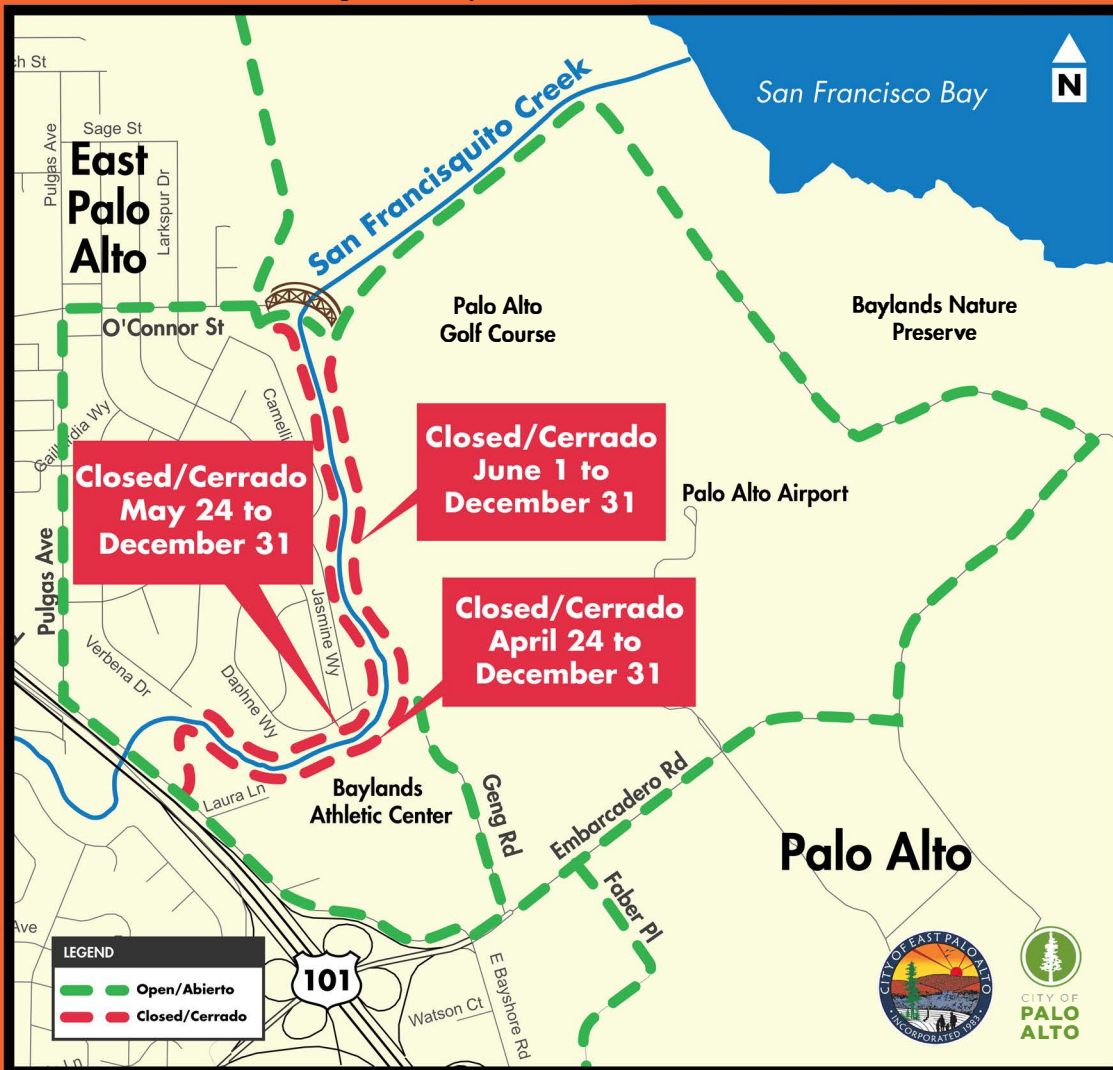 San Francisco Bay
N
San Francisquito Creek
Sage St
Pulgas Ave
East
Palo
Alto
Larkspur Dr
O'Connor St
Palo Alto
Golf Course
Baylands Nature
Preserve
Closed/Cerrado
June 1 to
December 31
Closed/Cerrado
May 24 to
December 31
Palo Alto Airport
Pulgas Ave
Jasmine Wy
Closed/Cerrado
April 24 to
December 31
Verbena Dr
Daphne Wy
Laura Ln
Baylands
Athletic Center
Geng Rd
Embarcadero Rd
Palo Alto
Faber Pl
Ave
LEGEND
Open/Abierto
Closed/Cerrado
101
Watson Ct
E Bayshore Rd
CITY OF EAST PALO ALTO
INCORPORATED 1983
CITY OF
PALO
ALTO
Ln